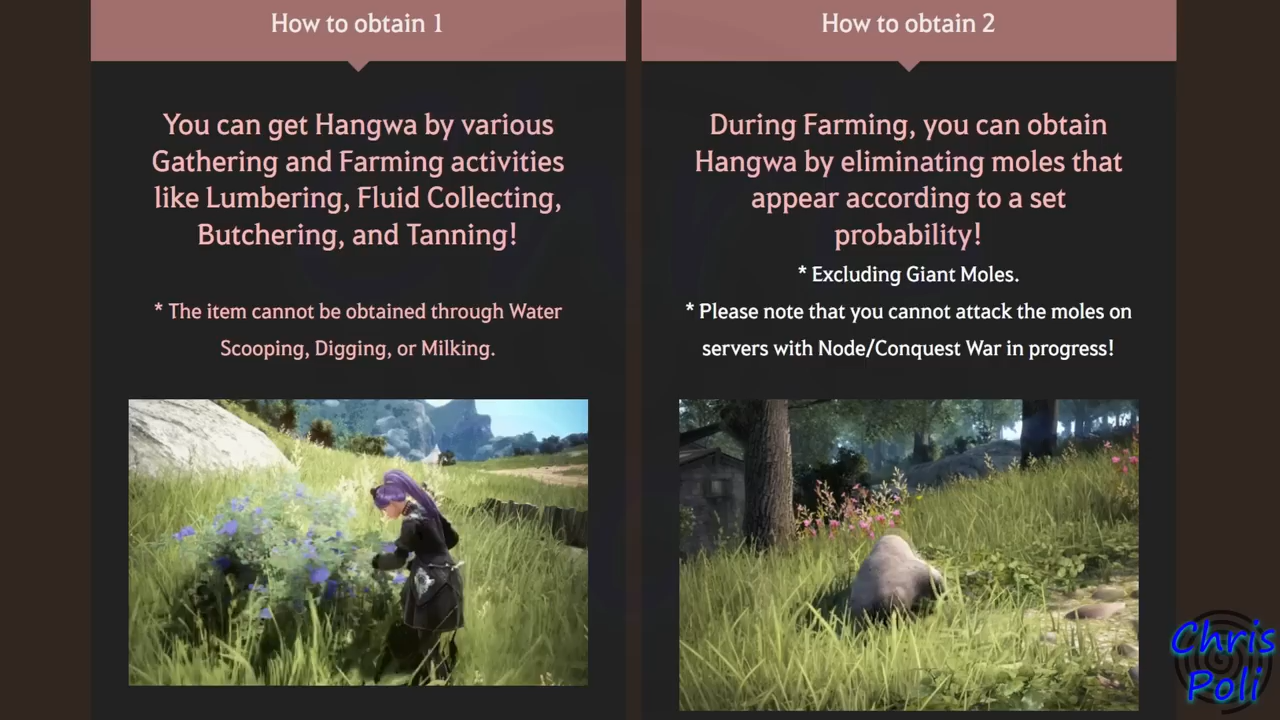 How to obtain 1
You can get Hangwa by various
Gathering and Farming activities
like Lumbering, Fluid Collecting,
Butchering, and Tanning!
* The item cannot be obtained through Water
Scooping, Digging, or Milking.
How to obtain 2
During Farming, you can obtain
Hangwa by eliminating moles that
appear according to a set
probability!
* Excluding Giant Moles.
* Please note that you cannot attack the moles on
servers with Node/Conquest War in progress!
Chris
Poli